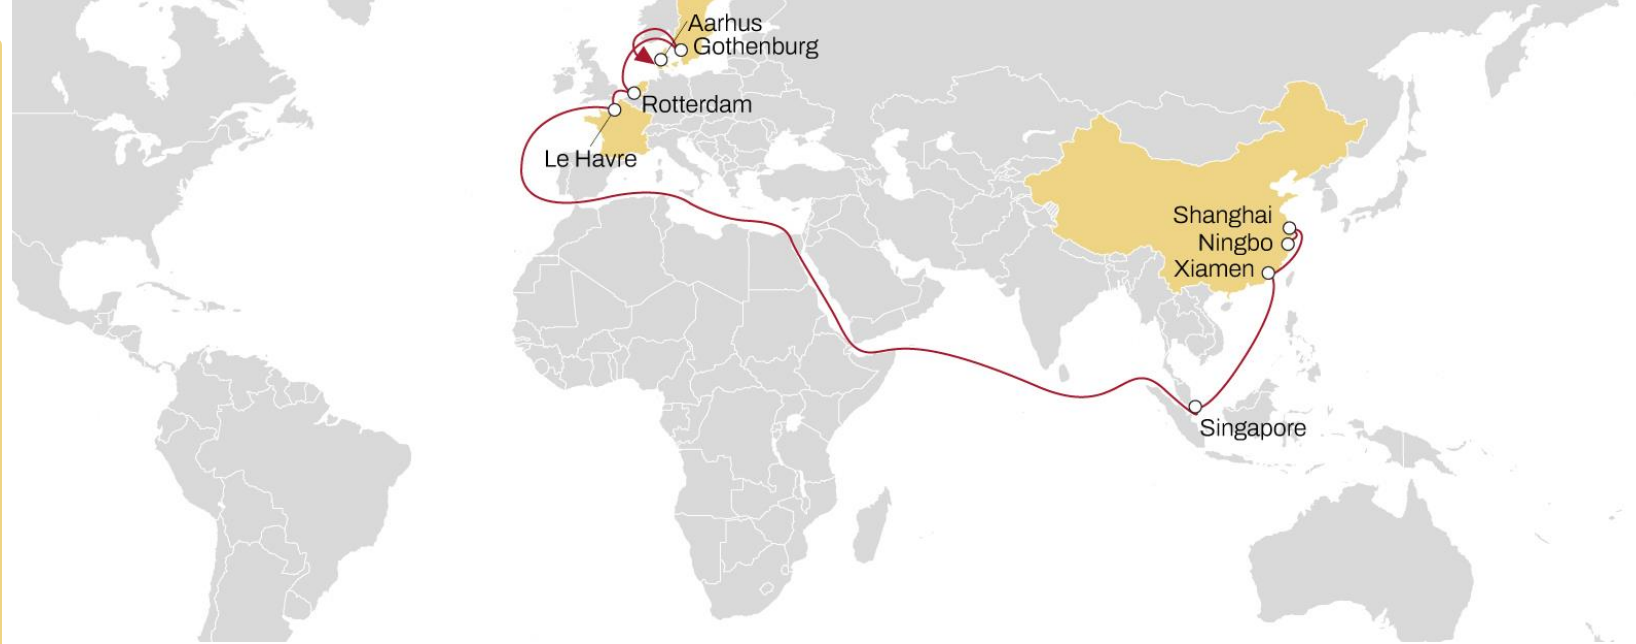 Aarhus
Gothenburg
Rotterdam
Le Havre
Shanghai
Ningbo
Xiamen
Singapore